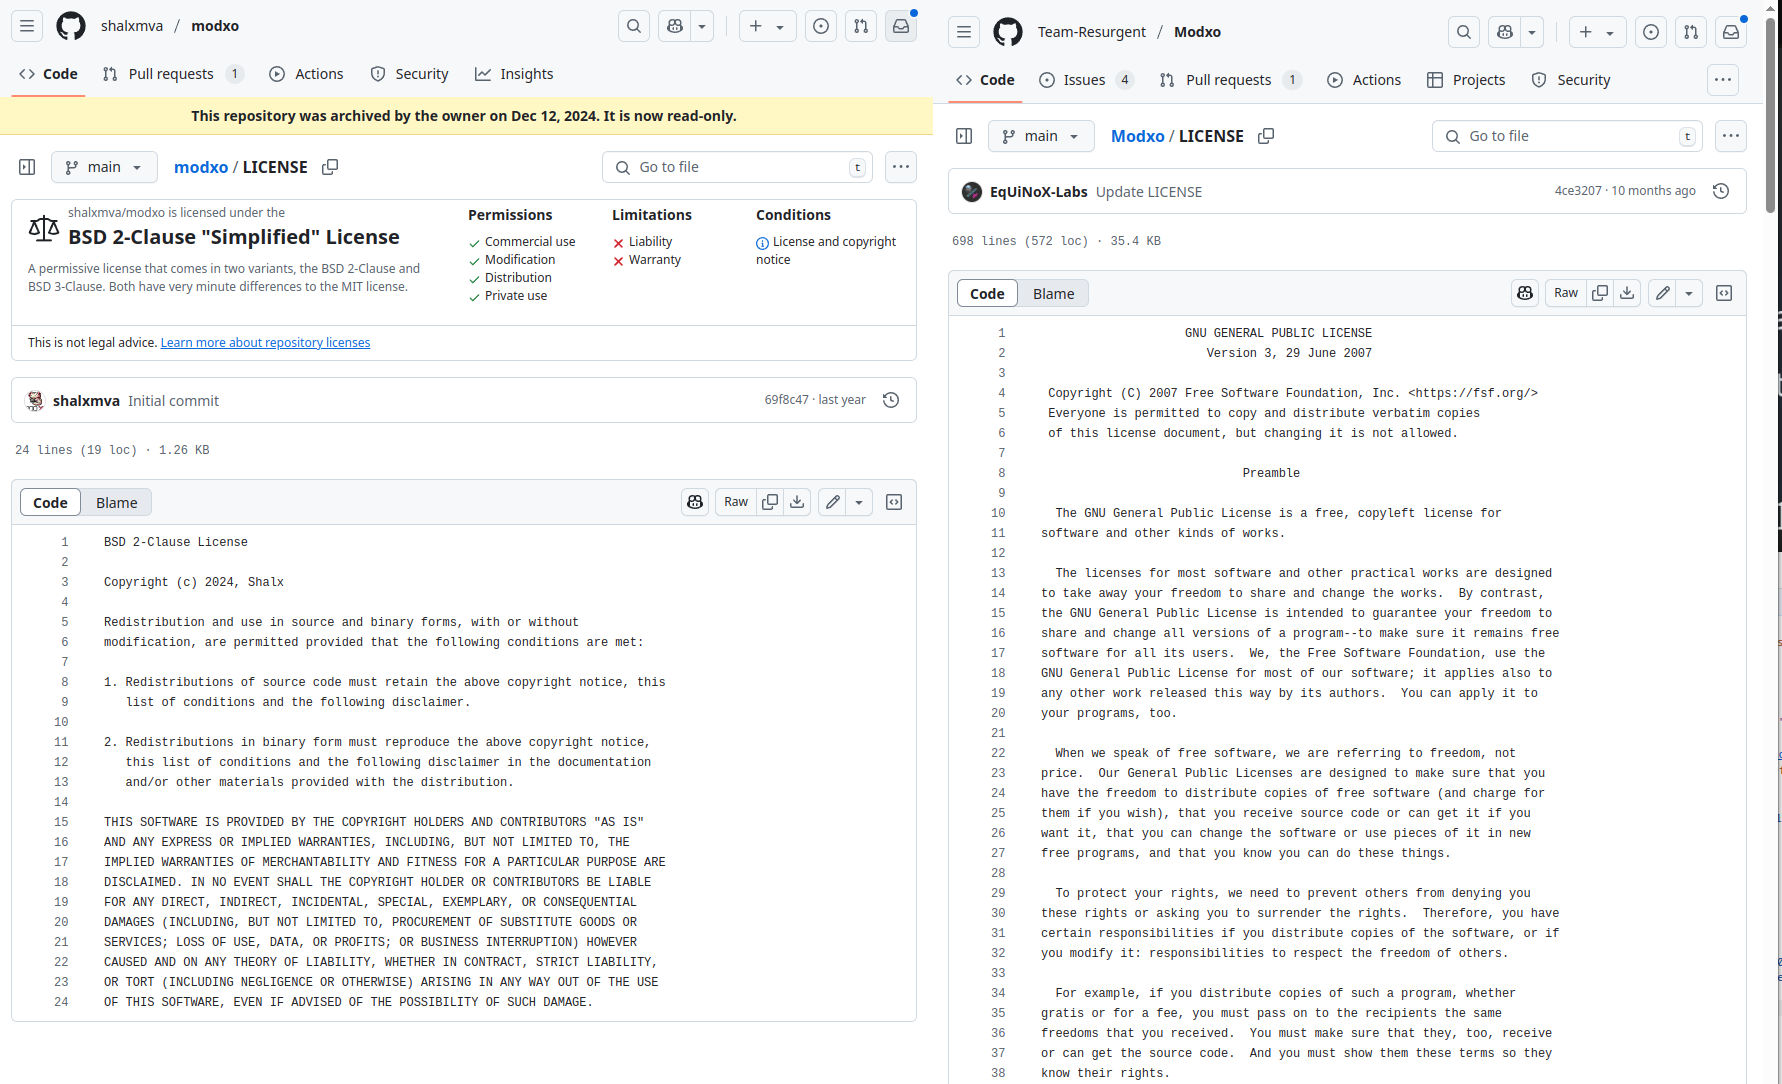 shalxmva / modxo
Code Pull requests 1 Actions Security Insights
This repository was archived by the owner on Dec 12, 2024. It is now read-only.
main modxo / LICENSE Go to file t
shalxmva/modxo is licensed under the
BSD 2-Clause "Simplified" License
A permissive license that comes in two variants, the BSD 2-Clause and
BSD 3-Clause. Both have very minute differences to the MIT license.
Permissions
Commercial use
Modification
Distribution
Private use
Limitations
Liability
Warranty
Conditions
License and copyright
notice
This is not legal advice. Learn more about repository licenses
shalxmva Initial commit 69f8c47 · last year
24 lines (19 loc) · 1.26 KB
Code Blame Raw
1 BSD 2-Clause License
2
3 Copyright (c) 2024, Shalx
4
5 Redistribution and use in source and binary forms, with or without
6 modification, are permitted provided that the following conditions are met:
7
8 1. Redistributions of source code must retain the above copyright notice, this
9 list of conditions and the following disclaimer.
10
11 2. Redistributions in binary form must reproduce the above copyright notice,
12 this list of conditions and the following disclaimer in the documentation
13 and/or other materials provided with the distribution.
14
15 THIS SOFTWARE IS PROVIDED BY THE COPYRIGHT HOLDERS AND CONTRIBUTORS "AS IS"
16 AND ANY EXPRESS OR IMPLIED WARRANTIES, INCLUDING, BUT NOT LIMITED TO, THE
17 IMPLIED WARRANTIES OF MERCHANTABILITY AND FITNESS FOR A PARTICULAR PURPOSE ARE
18 DISCLAIMED. IN NO EVENT SHALL THE COPYRIGHT HOLDER OR CONTRIBUTORS BE LIABLE
19 FOR ANY DIRECT, INDIRECT, INCIDENTAL, SPECIAL, EXEMPLARY, OR CONSEQUENTIAL
20 DAMAGES (INCLUDING, BUT NOT LIMITED TO, PROCUREMENT OF SUBSTITUTE GOODS OR
21 SERVICES; LOSS OF USE, DATA, OR PROFITS; OR BUSINESS INTERRUPTION) HOWEVER
22 CAUSED AND ON ANY THEORY OF LIABILITY, WHETHER IN CONTRACT, STRICT LIABILITY,
23 OR TORT (INCLUDING NEGLIGENCE OR OTHERWISE) ARISING IN ANY WAY OUT OF THE USE
24 OF THIS SOFTWARE, EVEN IF ADVISED OF THE POSSIBILITY OF SUCH DAMAGE.
Team-Resurgent / Modxo
Code Issues 4 Pull requests 1 Actions Projects Security
main Modxo / LICENSE Go to file t
EqUiNoX-Labs Update LICENSE 4ce3207 · 10 months ago
698 lines (572 loc) · 35.4 KB
Code Blame Raw
1 GNU GENERAL PUBLIC LICENSE
2 Version 3, 29 June 2007
3
4 Copyright (C) 2007 Free Software Foundation, Inc. <https://fsf.org/>
5 Everyone is permitted to copy and distribute verbatim copies
6 of this license document, but changing it is not allowed.
7
8 Preamble
9
10 The GNU General Public License is a free, copyleft license for
11 software and other kinds of works.
12
13 The licenses for most software and other practical works are designed
14 to take away your freedom to share and change the works. By contrast,
15 the GNU General Public License is intended to guarantee your freedom to
16 share and change all versions of a program--to make sure it remains free
17 software for all its users. We, the Free Software Foundation, use the
18 GNU General Public License for most of our software; it applies also to
19 any other work released this way by its authors. You can apply it to
20 your programs, too.
21
22 When we speak of free software, we are referring to freedom, not
23 price. Our General Public Licenses are designed to make sure that you
24 have the freedom to distribute copies of free software (and charge for
25 them if you wish), that you receive source code or can get it if you
26 want it, that you can change the software or use pieces of it in new
27 free programs, and that you know you can do these things.
28
29 To protect your rights, we need to prevent others from denying you
30 these rights or asking you to surrender the rights. Therefore, you have
31 certain responsibilities if you distribute copies of the software, or if
32 you modify it: responsibilities to respect the freedom of others.
33
34 For example, if you distribute copies of such a program, whether
35 gratis or for a fee, you must pass on to the recipients the same
36 freedoms that you received. You must make sure that they, too, receive
37 or can get the source code. And you must show them these terms so they
38 know their rights.